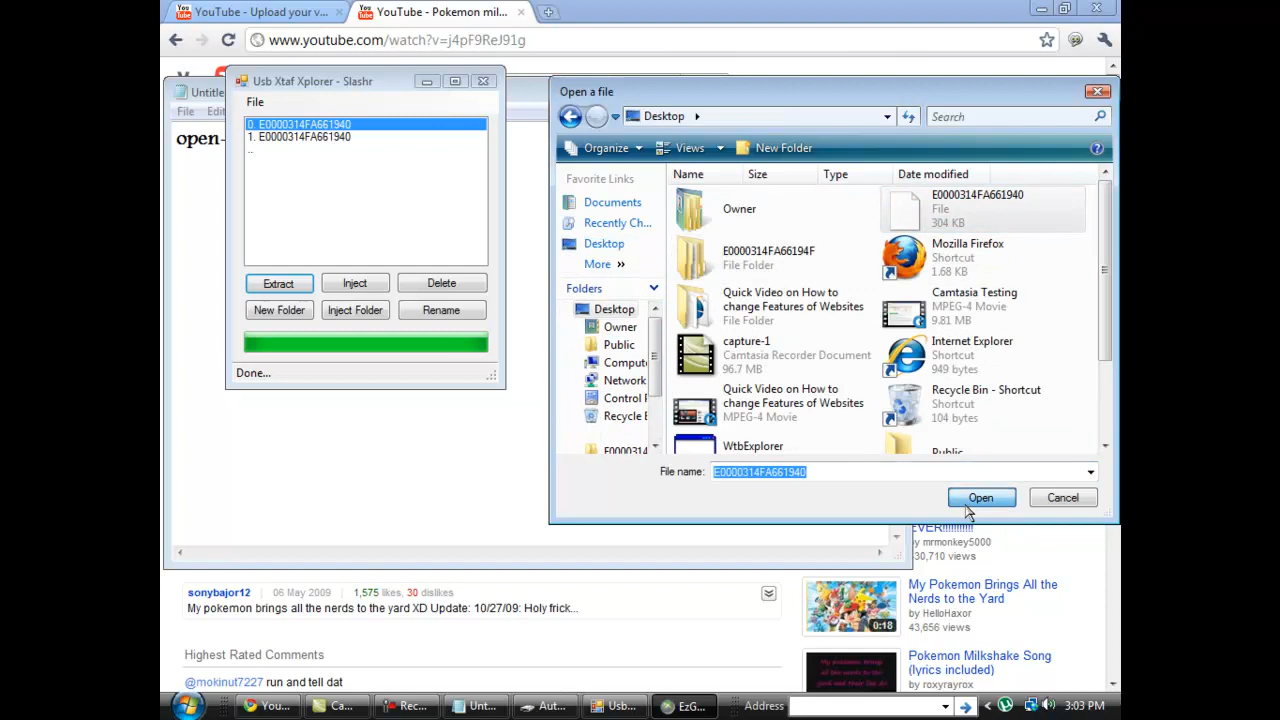 YouTube - Upload your v...
YouTube - Pokemon mil...
www.youtube.com/watch?v=j4pF9ReJ91g
Untitle
File Edit
open-
Usb Xtaf Xplorer - Slashr
File
0. E0000314FA661940
1. E0000314FA661940
..
Extract
Inject
Delete
New Folder
Inject Folder
Rename
Done...
Open a file
Desktop
Search
Organize
Views
New Folder
Favorite Links
Documents
Recently Ch...
Desktop
More »
Folders
Desktop
Owner
Public
Compute
Network
Control P
Recycle B
E0000314
Name Size Type Date modified
Owner
E0000314FA661940
File
304 KB
E0000314FA66194F
File Folder
Mozilla Firefox
Shortcut
1.68 KB
Quick Video on How to
change Features of Websites
File Folder
Camtasia Testing
MPEG-4 Movie
9.81 MB
capture-1
Camtasia Recorder Document
96.7 MB
Internet Explorer
Shortcut
949 bytes
Quick Video on How to
change Features of Websites
MPEG-4 Movie
Recycle Bin - Shortcut
Shortcut
104 bytes
WtbExplorer
Public
File name: E0000314FA661940
Open
Cancel
EVER!!!!!!!!!!!
by mrmonkey5000
630,710 views
sonybajor12 | 06 May 2009 | 1,575 likes, 30 dislikes
My pokemon brings all the nerds to the yard XD Update: 10/27/09: Holy frick...
My Pokemon Brings All the
Nerds to the Yard
by HelloHaxor
43,656 views
0:18
Highest Rated Comments
@mokinut7227 run and tell dat
Pokemon Milkshake Song
(lyrics included)
by roxyrayrox
You...
Ca...
Rec...
Unt...
Aut...
Usb...
EzG...
Address
3:03 PM